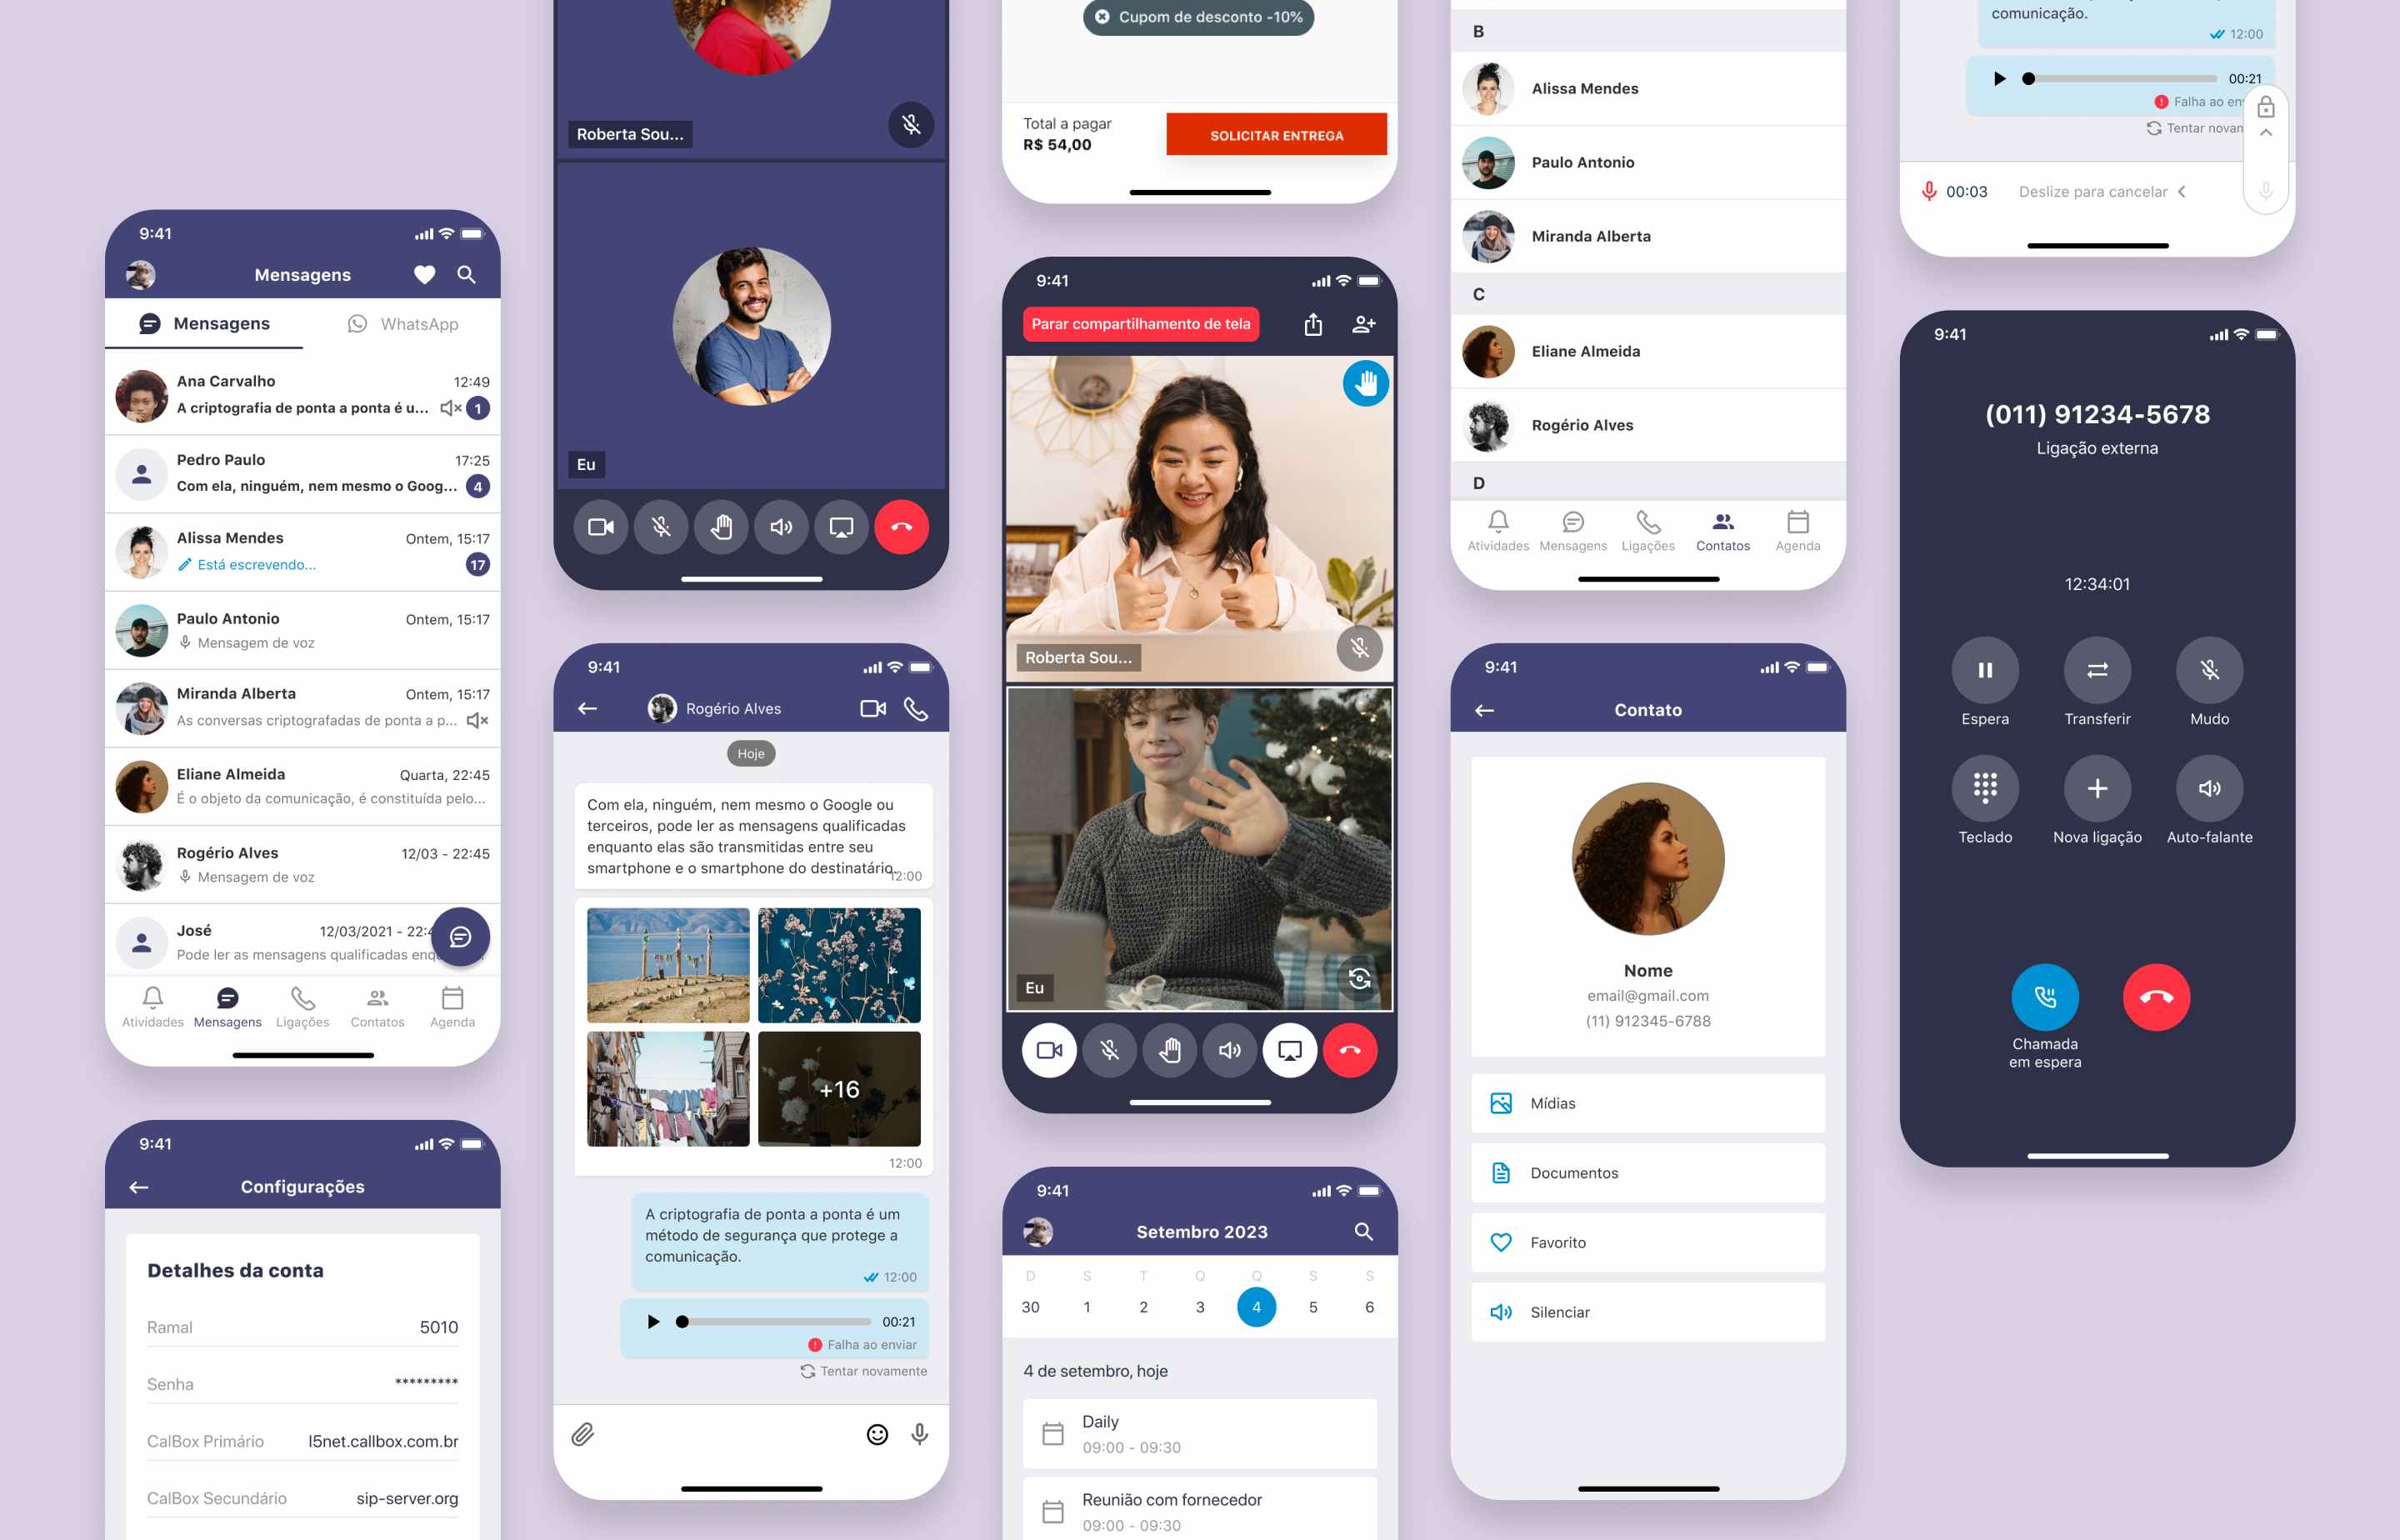 9:41
Mensagens
Mensagens
WhatsApp
Ana Carvalho
12:49
A criptografia de ponta a ponta é u...
1
Pedro Paulo
17:25
Com ela, ninguém, nem mesmo o Goog...
4
Alissa Mendes
Ontem, 15:17
Está escrevendo...
17
Paulo Antonio
Ontem, 15:17
Mensagem de voz
Miranda Alberta
Ontem, 15:17
As conversas criptografadas de ponta a p...
Eliane Almeida
Quarta, 22:45
É o objeto da comunicação, é constituída pelo...
Rogério Alves
12/03 - 22:45
Mensagem de voz
José
12/03/2021 - 22:4
Pode ler as mensagens qualificadas enq
Atividades
Mensagens
Ligações
Contatos
Agenda
9:41
Configurações
Detalhes da conta
Ramal
5010
Senha
*********
CalBox Primário
l5net.callbox.com.br
CalBox Secundário
sip-server.org
Roberta Sou...
Eu
9:41
Rogério Alves
Hoje
Com ela, ninguém, nem mesmo o Google ou
terceiros, pode ler as mensagens qualificadas
enquanto elas são transmitidas entre seu
smartphone e o smartphone do destinatário.
12:00
+16
12:00
A criptografia de ponta a ponta é um
método de segurança que protege a
comunicação.
12:00
00:21
Falha ao enviar
Tentar novamente
Cupom de desconto -10%
Total a pagar
R$ 54,00
SOLICITAR ENTREGA
9:41
Parar compartilhamento de tela
Roberta Sou...
Eu
9:41
Setembro 2023
D S T Q Q S S
30 1 2 3 4 5 6
4 de setembro, hoje
Daily
09:00 - 09:30
Reunião com fornecedor
09:00 - 09:30
B
Alissa Mendes
Paulo Antonio
Miranda Alberta
C
Eliane Almeida
Rogério Alves
D
Atividades
Mensagens
Ligações
Contatos
Agenda
9:41
Contato
Nome
email@gmail.com
(11) 912345-6788
Mídias
Documentos
Favorito
Silenciar
comunicação.
12:00
00:21
Falha ao en
Tentar novam
00:03
Deslize para cancelar
9:41
(011) 91234-5678
Ligação externa
12:34:01
Espera
Transferir
Mudo
Teclado
Nova ligação
Auto-falante
Chamada
em espera